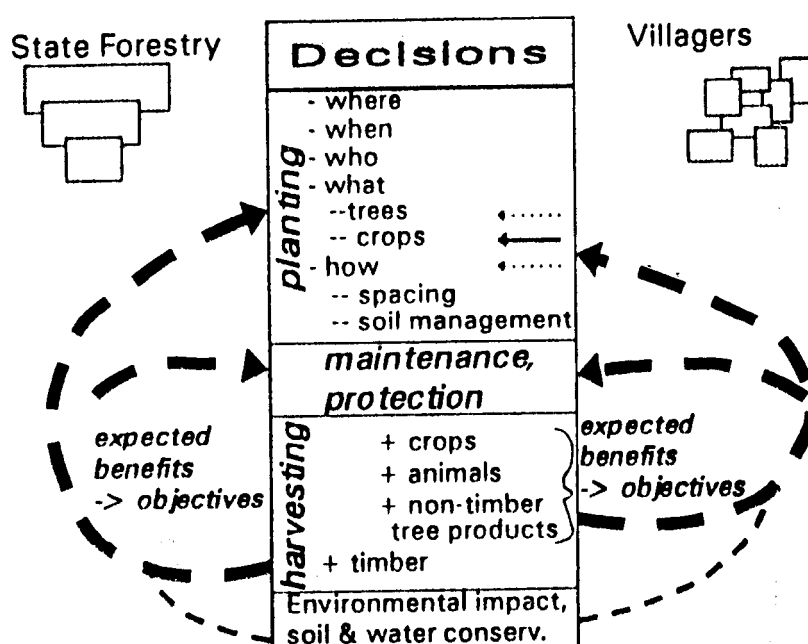 State Forestry
Decisions
Villagers
planting
- where
- when
- who
- what
--trees
-- crops
- how
-- spacing
-- soil management
maintenance,
protection
expected
benefits
-> objectives
harvesting
+ crops
+ animals
+ non-timber
tree products
+ timber
expected
benefits
-> objectives
Environmental impact,
soil & water conserv.